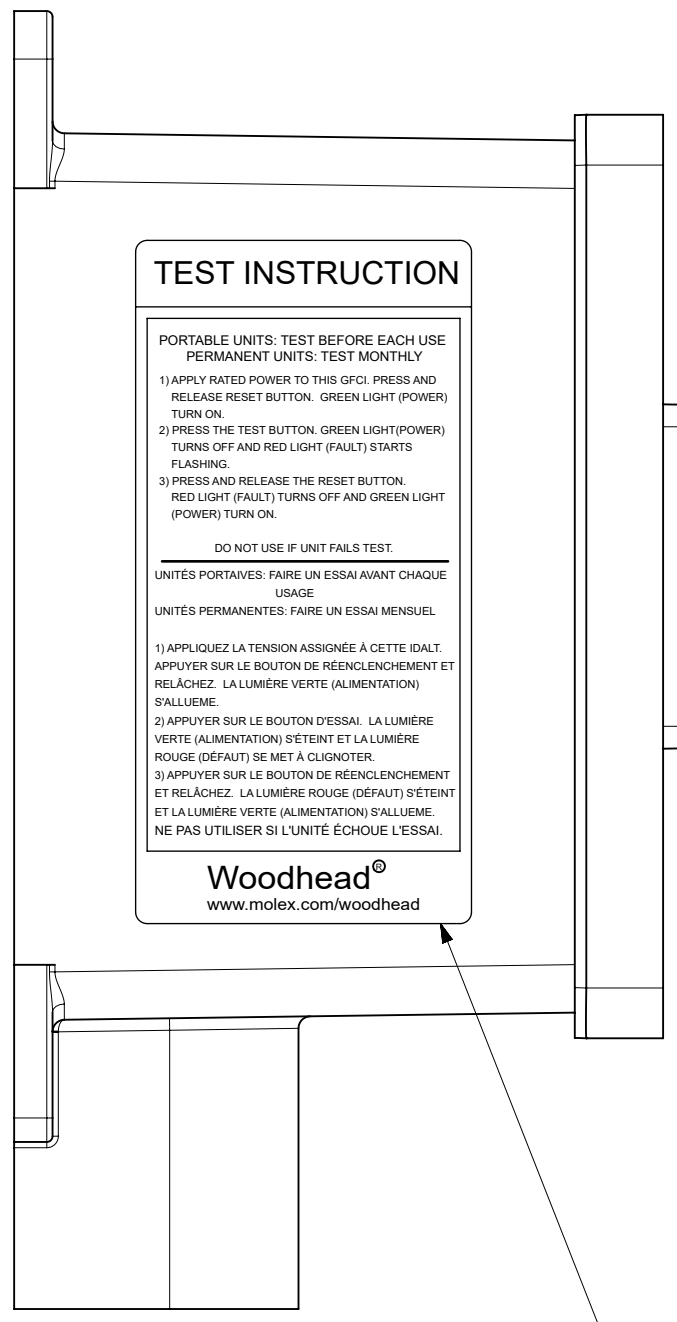 TEST INSTRUCTION
PORTABLE UNITS: TEST BEFORE EACH USE
PERMANENT UNITS: TEST MONTHLY
1) APPLY RATED POWER TO THIS GFCI. PRESS AND
RELEASE RESET BUTTON. GREEN LIGHT (POWER)
TURN ON.
2) PRESS THE TEST BUTTON. GREEN LIGHT(POWER)
TURNS OFF AND RED LIGHT (FAULT) STARTS
FLASHING.
3) PRESS AND RELEASE THE RESET BUTTON.
RED LIGHT (FAULT) TURNS OFF AND GREEN LIGHT
(POWER) TURN ON.
DO NOT USE IF UNIT FAILS TEST.
UNITÉS PORTAIVES: FAIRE UN ESSAI AVANT CHAQUE
USAGE
UNITÉS PERMANENTES: FAIRE UN ESSAI MENSUEL
1) APPLIQUEZ LA TENSION ASSIGNÉE À CETTE IDALT.
APPUYER SUR LE BOUTON DE RÉENCLENCHEMENT ET
RELÂCHEZ. LA LUMIÈRE VERTE (ALIMENTATION)
S'ALLUEME.
2) APPUYER SUR LE BOUTON D'ESSAI. LA LUMIÈRE
VERTE (ALIMENTATION) S'ÉTEINT ET LA LUMIÈRE
ROUGE (DÉFAUT) SE MET À CLIGNOTER.
3) APPUYER SUR LE BOUTON DE RÉENCLENCHEMENT
ET RELÂCHEZ. LA LUMIÈRE ROUGE (DÉFAUT) S'ÉTEINT
ET LA LUMIÈRE VERTE (ALIMENTATION) S'ALLUEME.
NE PAS UTILISER SI L'UNITÉ ÉCHOUE L'ESSAI.
Woodhead®
www.molex.com/woodhead